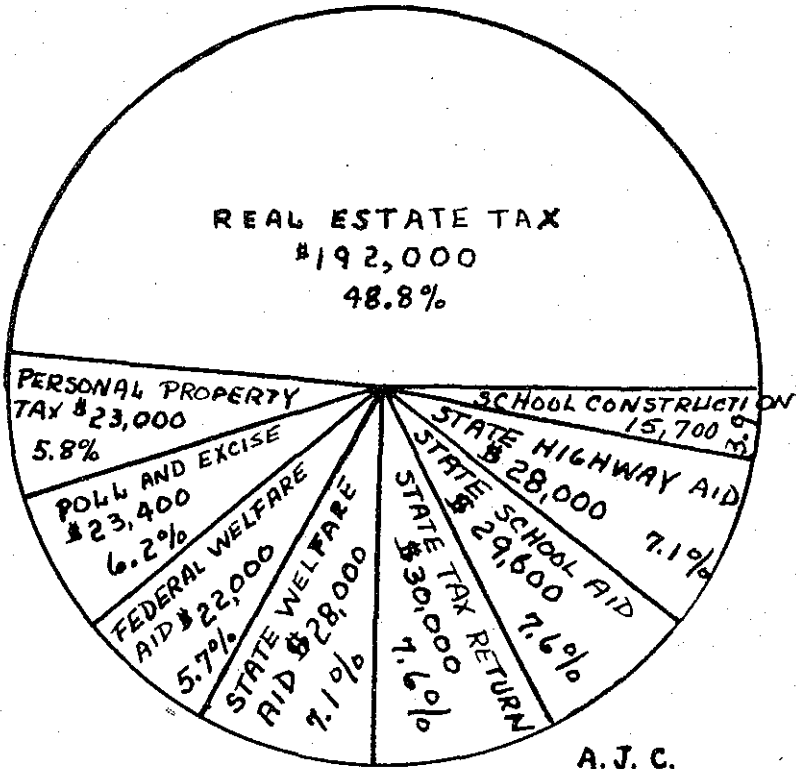 REAL ESTATE TAX
$192,000
48.8%
PERSONAL PROPERTY
TAX $23,000
5.8%
POLL AND EXCISE
$23,400
6.2%
FEDERAL WELFARE
AID $22,000
5.7%
STATE WELFARE
AID $28,000
7.1%
STATE TAX RETURN
$30,000
7.6%
STATE SCHOOL AID
$29,600
7.6%
STATE HIGHWAY AID
$28,000
7.1%
SCHOOL CONSTRUCTION
15,700
3.9
A.J.C.